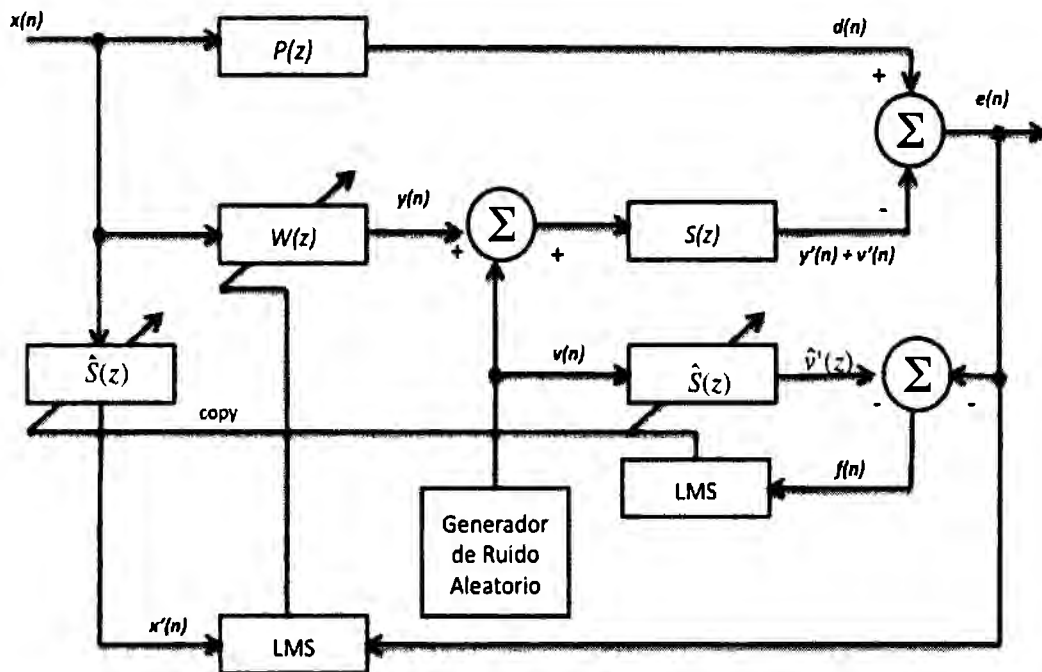 x(n)
P(z)
d(n)
+
e(n)
Σ
-
W(z)
y(n)
+
Σ
+
S(z)
y'(n) + v'(n)
Ŝ(z)
v(n)
Ŝ(z)
v̂'(z)
-
Σ
-
copy
LMS
f(n)
Generador
de Ruido
Aleatorio
x'(n)
LMS